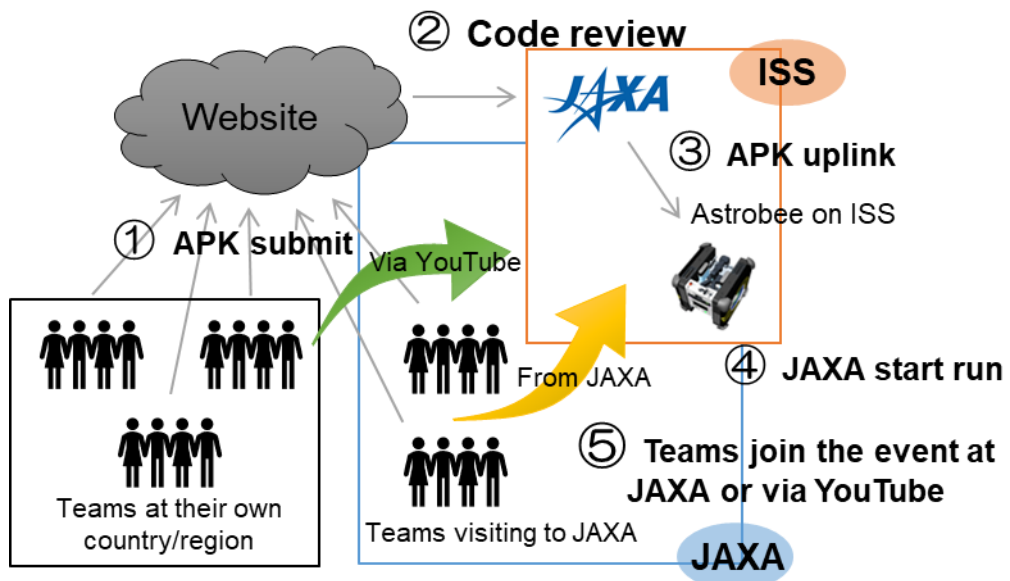 ② Code review
ISS
JAXA
Website
③ APK uplink
Astrobee on ISS
① APK submit
Via YouTube
From JAXA
④ JAXA start run
⑤ Teams join the event at
JAXA or via YouTube
Teams at their own
country/region
Teams visiting to JAXA
JAXA